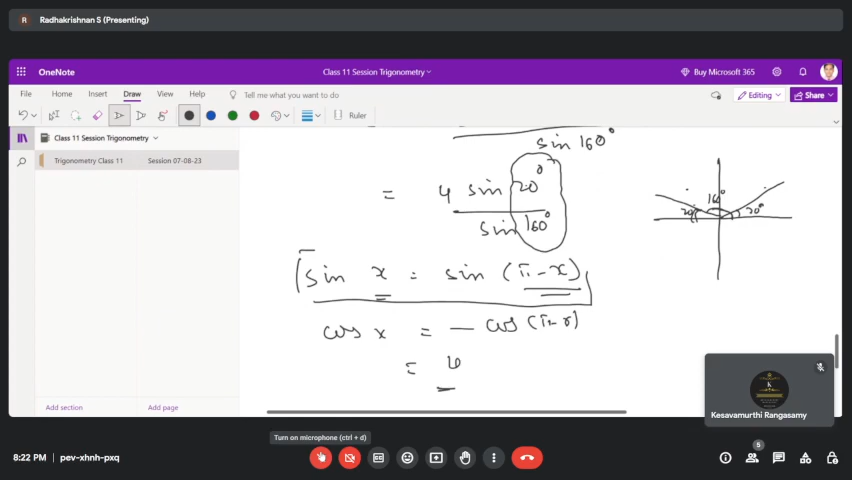 R Radhakrishnan S (Presenting)
OneNote
Class 11 Session Trigonometry
Buy Microsoft 365
File Home Insert Draw View Help Tell me what you want to do
Editing Share
Ruler
Class 11 Session Trigonometry
Trigonometry Class 11
Session 07-08-23
sin 160°
= 4 sin 20°
sin 160°
160°
20° 20°
sin x = sin (π-x)
cos x = - cos (π-x)
= 4
K
Kesavamurthi Rangasamy
Add section Add page
Turn on microphone (ctrl + d)
8:22 PM pev-xhnh-pxq
5